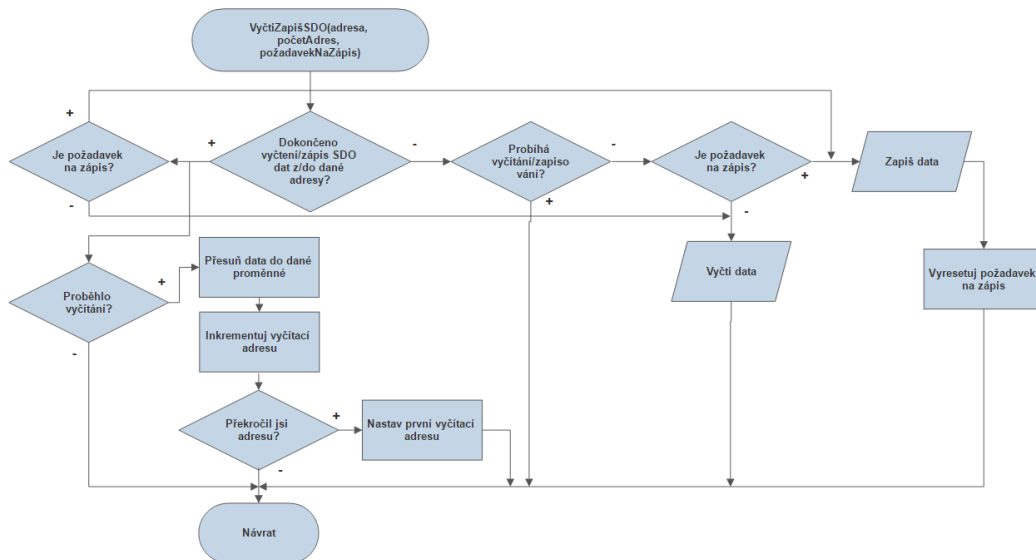 VyčtiZapišSDO(adresa,
početAdres,
požadavekNaZápis)
+
Je požadavek
na zápis?
-
+
Dokončeno
vyčtení/zápis SDO
dat z/do dané
adresy?
-
Probíhá
vyčítání/zapiso
vání?
-
+
Je požadavek
na zápis?
+
-
Zapiš data
Proběhlo
vyčítání?
+
-
Přesuň data do dané
proměnné
Vyčti data
Vyresetuj požadavek
na zápis
Inkrementuj vyčítací
adresu
Překročil jsi
adresu?
+
-
Nastav první vyčítací
adresu
Návrat